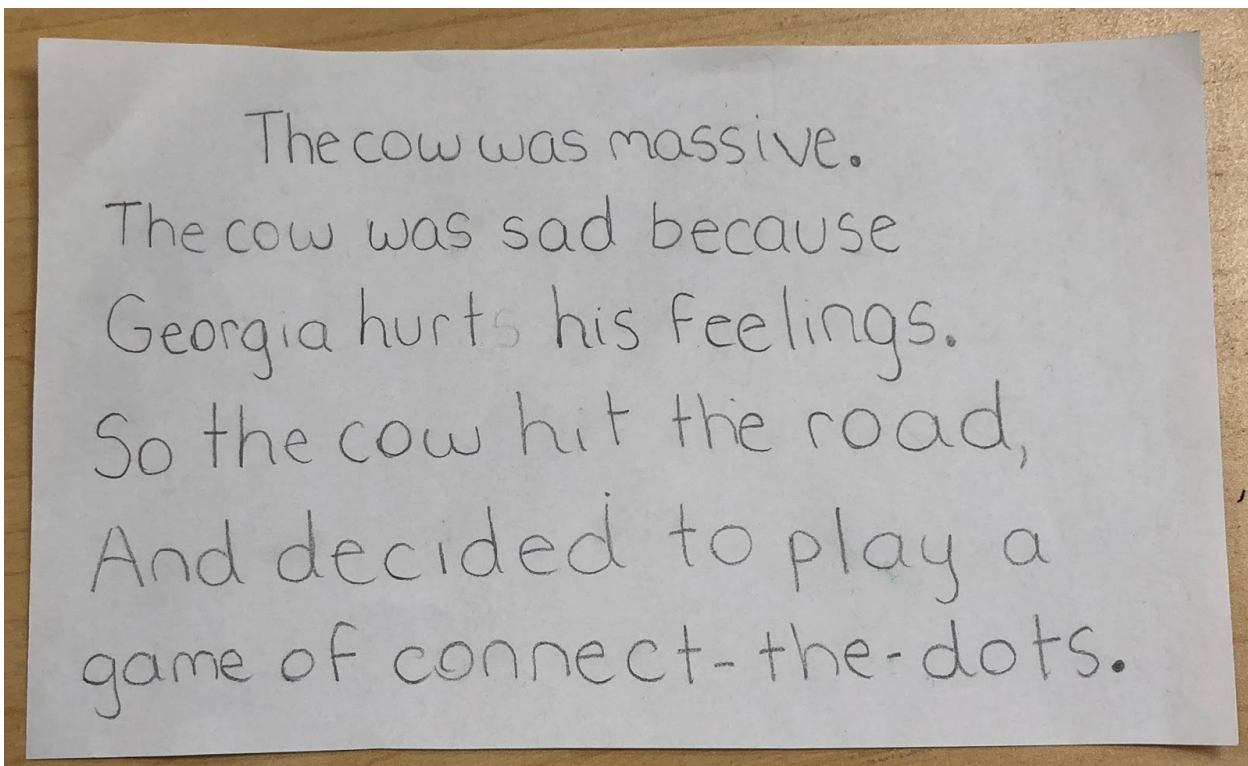 The cow was massive.
The cow was sad because
Georgia hurts his feelings.
So the cow hit the road,
And decided to play a
game of connect-the-dots.